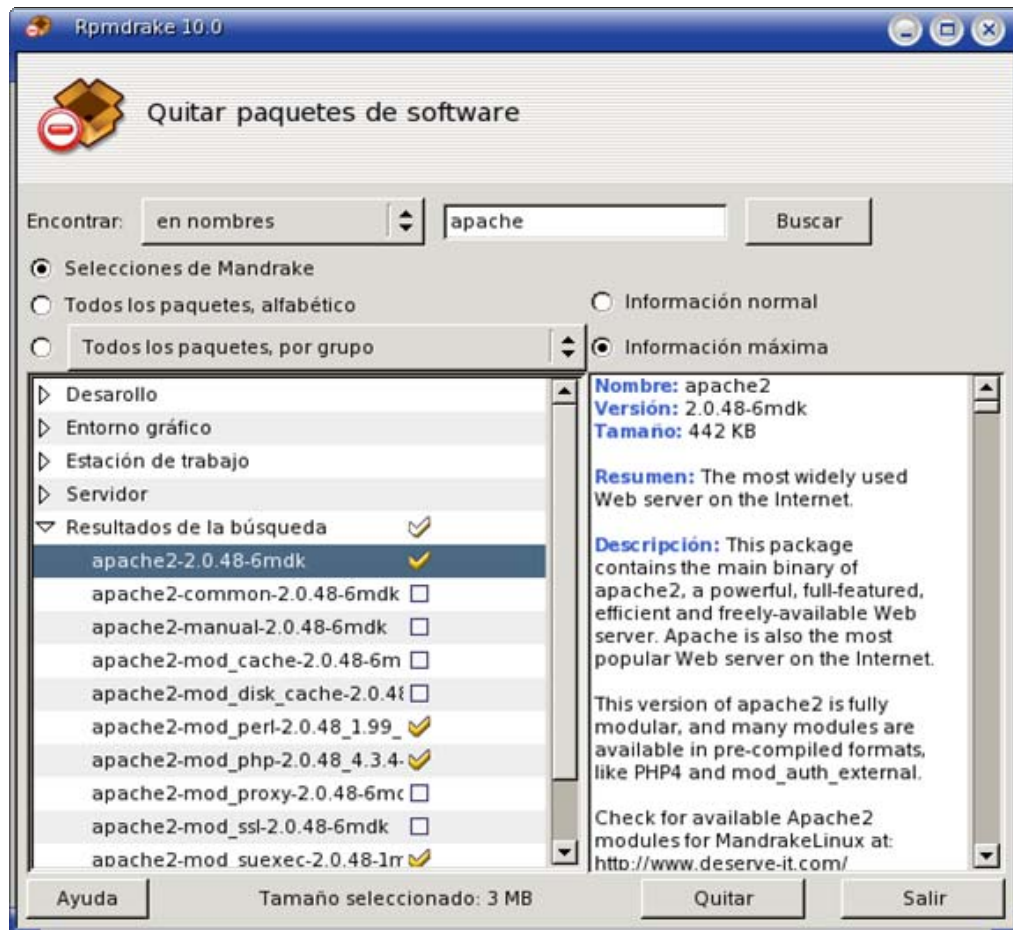 Rpmdrake 10.0
Quitar paquetes de software
Encontrar: en nombres apache Buscar
Selecciones de Mandrake
Todos los paquetes, alfabético
Todos los paquetes, por grupo
Información normal
Información máxima
Desarollo
Entorno gráfico
Estación de trabajo
Servidor
Resultados de la búsqueda
apache2-2.0.48-6mdk
apache2-common-2.0.48-6mdk
apache2-manual-2.0.48-6mdk
apache2-mod_cache-2.0.48-6m
apache2-mod_disk_cache-2.0.48
apache2-mod_perl-2.0.48_1.99_
apache2-mod_php-2.0.48_4.3.4-
apache2-mod_proxy-2.0.48-6mc
apache2-mod_ssl-2.0.48-6mdk
apache2-mod_suexec-2.0.48-1m
Nombre: apache2
Versión: 2.0.48-6mdk
Tamaño: 442 KB
Resumen: The most widely used
Web server on the Internet.
Descripción: This package
contains the main binary of
apache2, a powerful, full-featured,
efficient and freely-available Web
server. Apache is also the most
popular Web server on the Internet.
This version of apache2 is fully
modular, and many modules are
available in pre-compiled formats,
like PHP4 and mod_auth_external.
Check for available Apache2
modules for MandrakeLinux at:
http://www.deserve-it.com/
Ayuda Tamaño seleccionado: 3 MB Quitar Salir